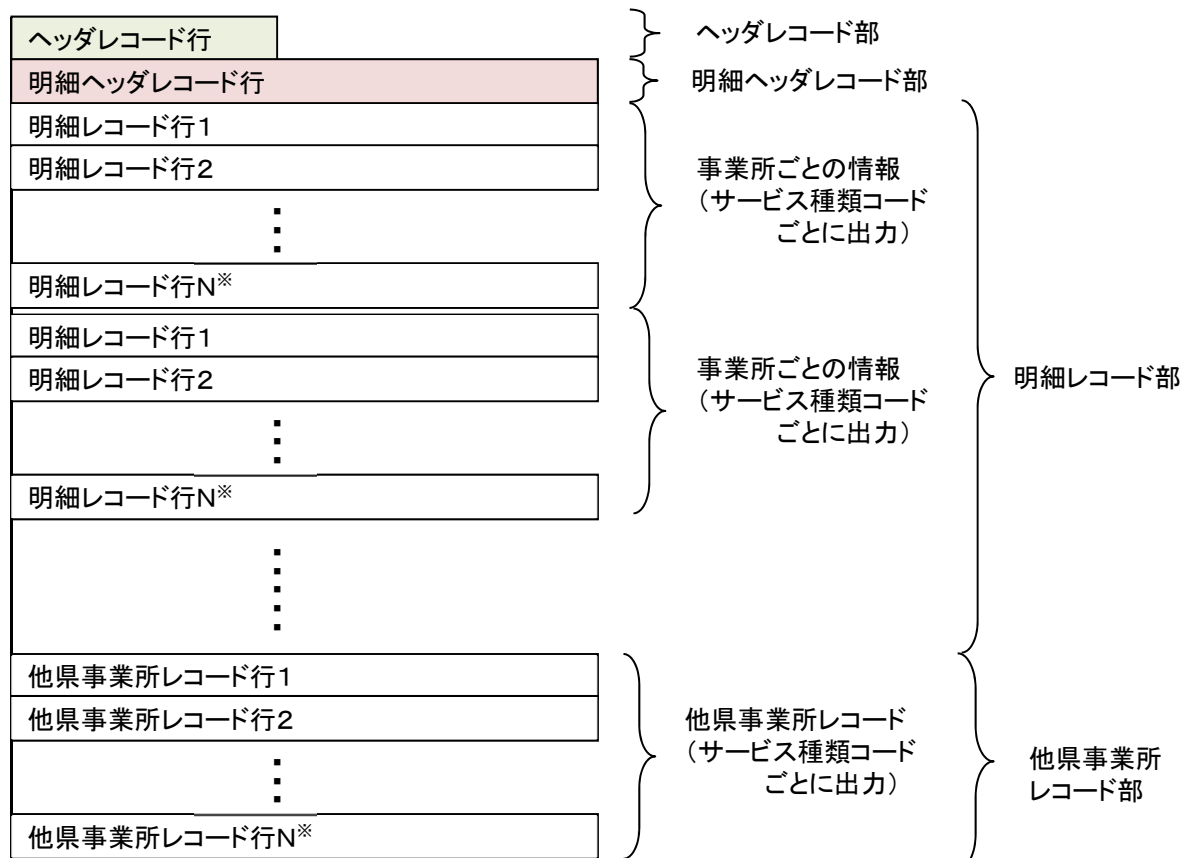 ヘッダレコード行
ヘッダレコード部
明細ヘッダレコード行
明細ヘッダレコード部
明細レコード行1
明細レコード行2
明細レコード行N※
事業所ごとの情報
(サービス種類コード
ごとに出力)
明細レコード行1
明細レコード行2
明細レコード行N※
事業所ごとの情報
(サービス種類コード
ごとに出力)
明細レコード部
他県事業所レコード行1
他県事業所レコード行2
他県事業所レコード行N※
他県事業所レコード
(サービス種類コード
ごとに出力)
他県事業所
レコード部